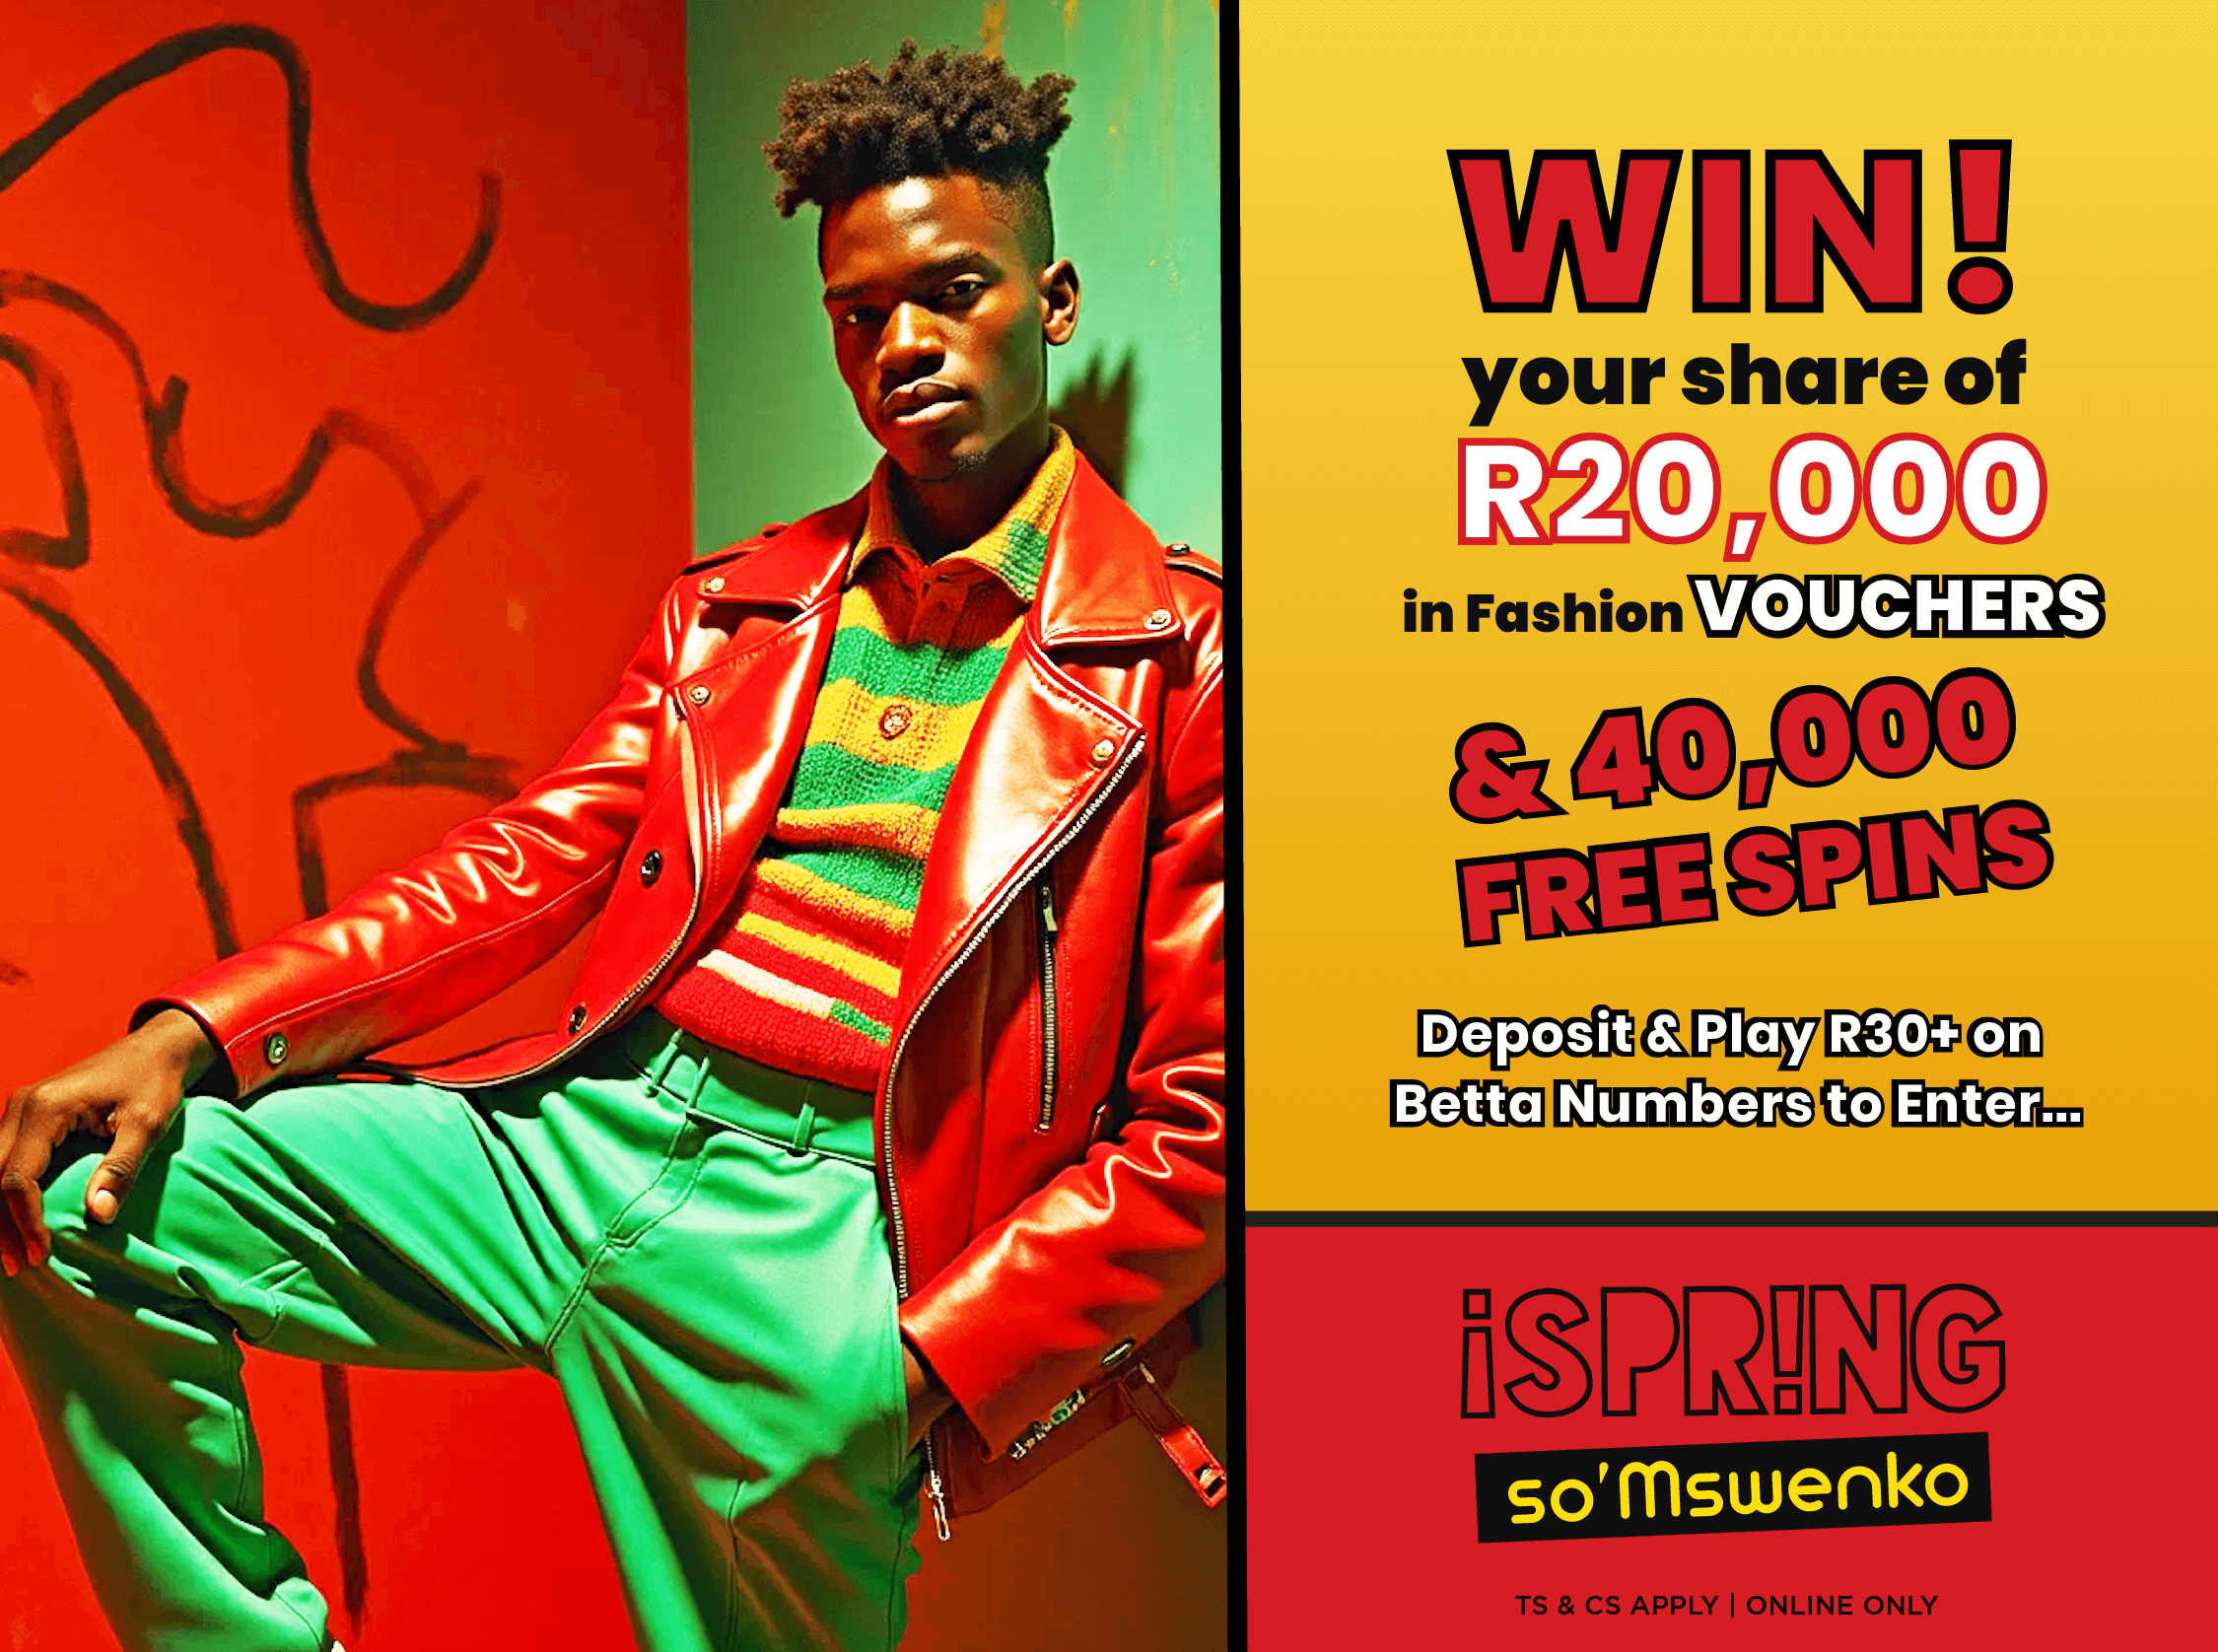 WIN!
your share of
R20,000
in Fashion VOUCHERS
& 40,000
FREE SPINS
Deposit & Play R30+ on
Betta Numbers to Enter...
iSPR!NG
so'Mswenko
TS & CS APPLY | ONLINE ONLY